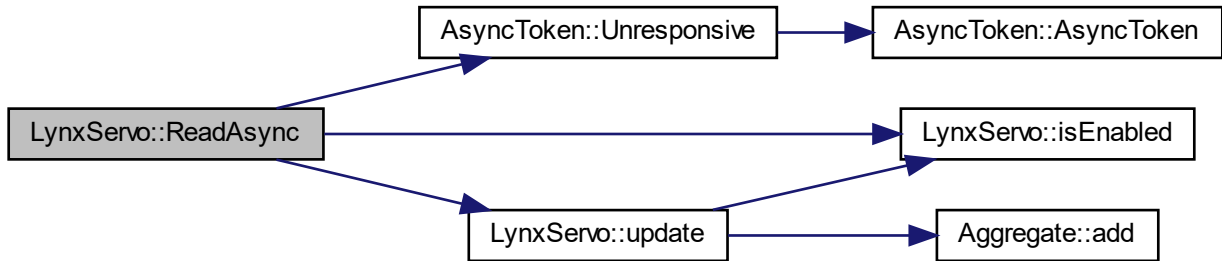 AsyncToken::Unresponsive
AsyncToken::AsyncToken
LynxServo::ReadAsync
LynxServo::isEnabled
LynxServo::update
Aggregate::add